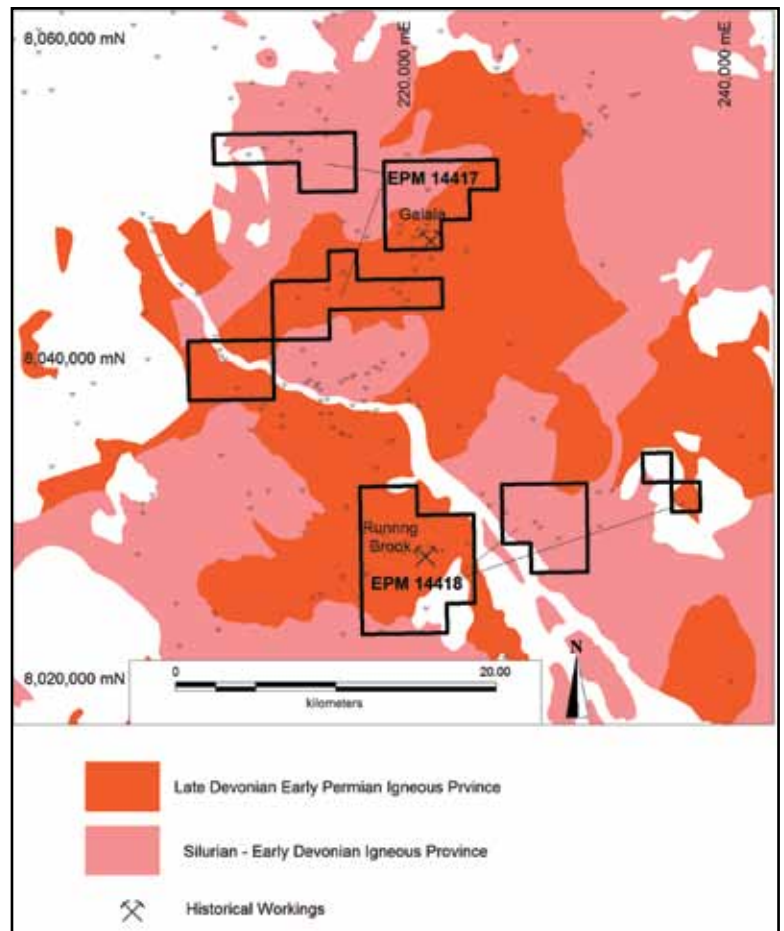 8,060,000 mN
220,000 mE
240,000 mE
EPM 14417
Galala
8,040,000 mN
Running
Brook
EPM 14418
8,020,000 mN
0
20.00
kilometers
N
Late Devonian Early Permian Igneous Prvince
Silurian - Early Devonian Igneous Province
Historical Workings